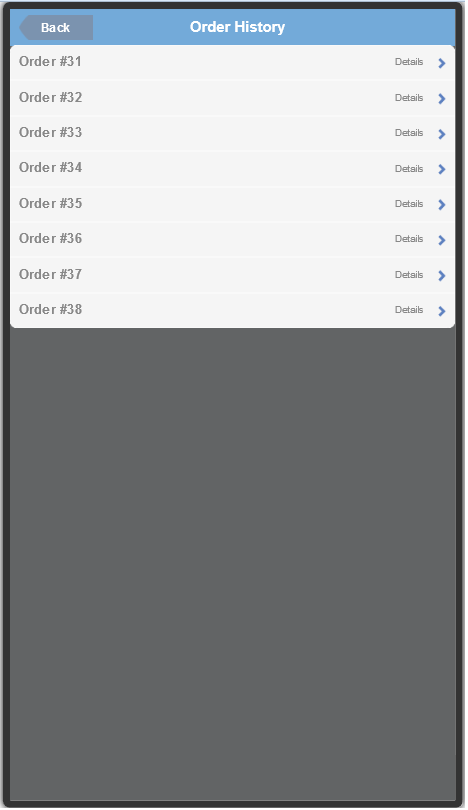 Back Order History
Order #31 Details
Order #32 Details
Order #33 Details
Order #34 Details
Order #35 Details
Order #36 Details
Order #37 Details
Order #38 Details